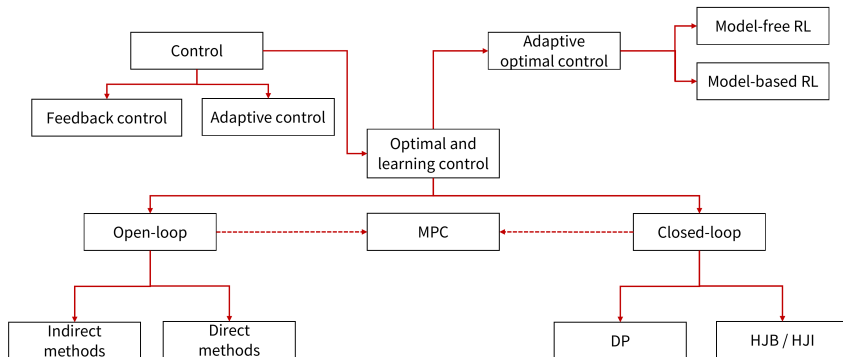 Model-free RL
Control
Adaptive
optimal control
Model-based RL
Feedback control
Adaptive control
Optimal and
learning control
Open-loop
MPC
Closed-loop
Indirect
methods
Direct
methods
DP
HJB / HJI